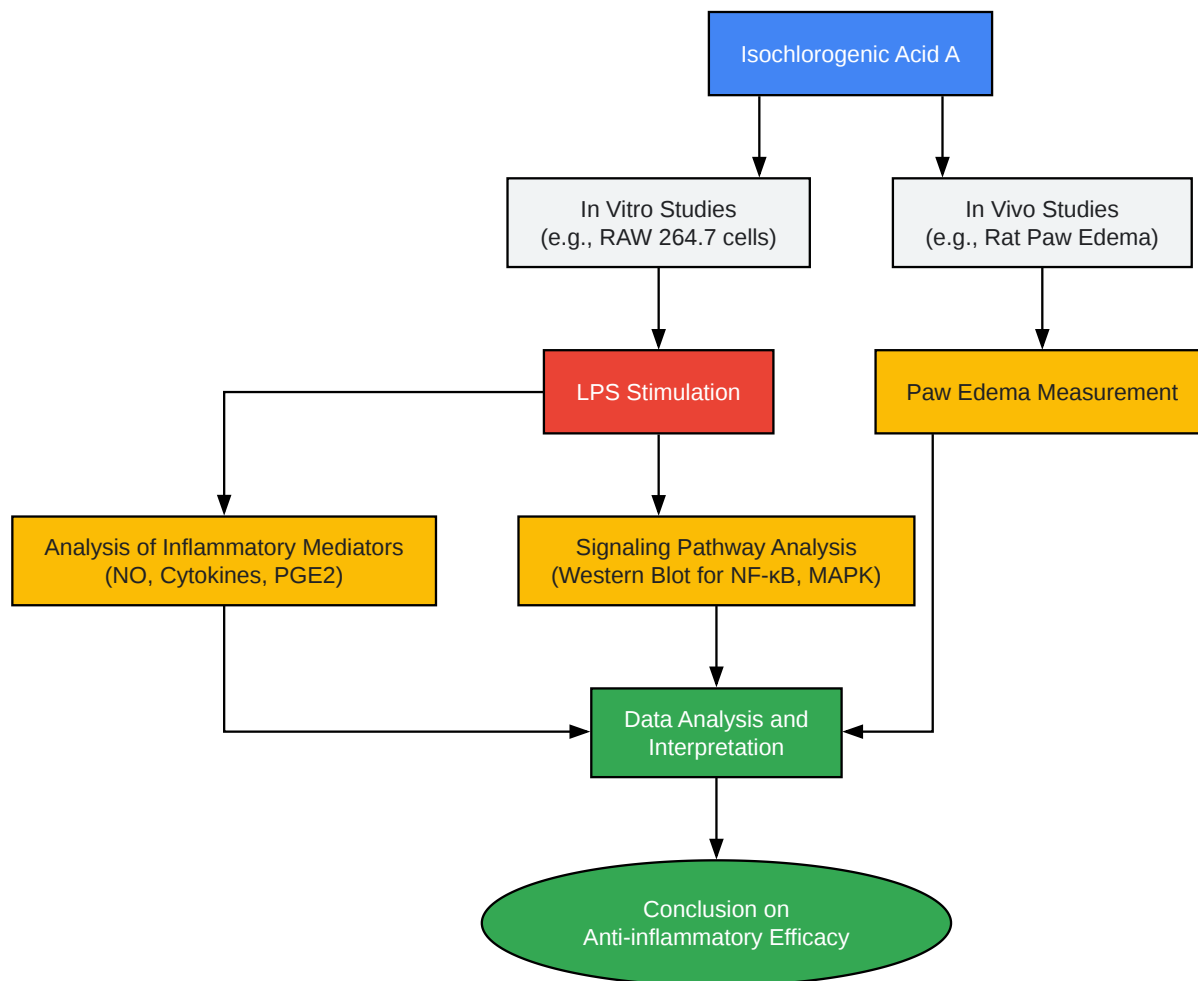 Isochlorogenic Acid A
In Vitro Studies
(e.g., RAW 264.7 cells)
In Vivo Studies
(e.g., Rat Paw Edema)
LPS Stimulation
Paw Edema Measurement
Analysis of Inflammatory Mediators
(NO, Cytokines, PGE2)
Signaling Pathway Analysis
(Western Blot for NF-κB, MAPK)
Data Analysis and
Interpretation
Conclusion on
Anti-inflammatory Efficacy